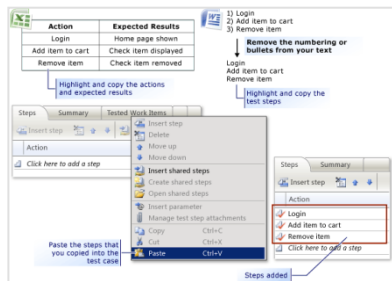 Action Expected Results
Login Home page shown
Add item to cart Check item displayed
Remove item Check item removed
Highlight and copy the actions
and expected results
1) Login
2) Add item to cart
3) Remove item
Remove the numbering or
bullets from your text
Login
Add item to cart
Remove item
Highlight and copy the
test steps
Steps Summary Tested Work Items
Insert step
Action
Click here to add a step
Insert step
Delete
Move up
Move down
Insert shared steps
Create shared steps
Open shared steps
Insert parameter
Manage test step attachments
Copy Ctrl+C
Cut Ctrl+X
Paste Ctrl+V
Paste the steps that
you copied into the
test case
Steps Summary
Insert step
Action
Login
Add item to cart
Remove item
Click here to add a step
Steps added